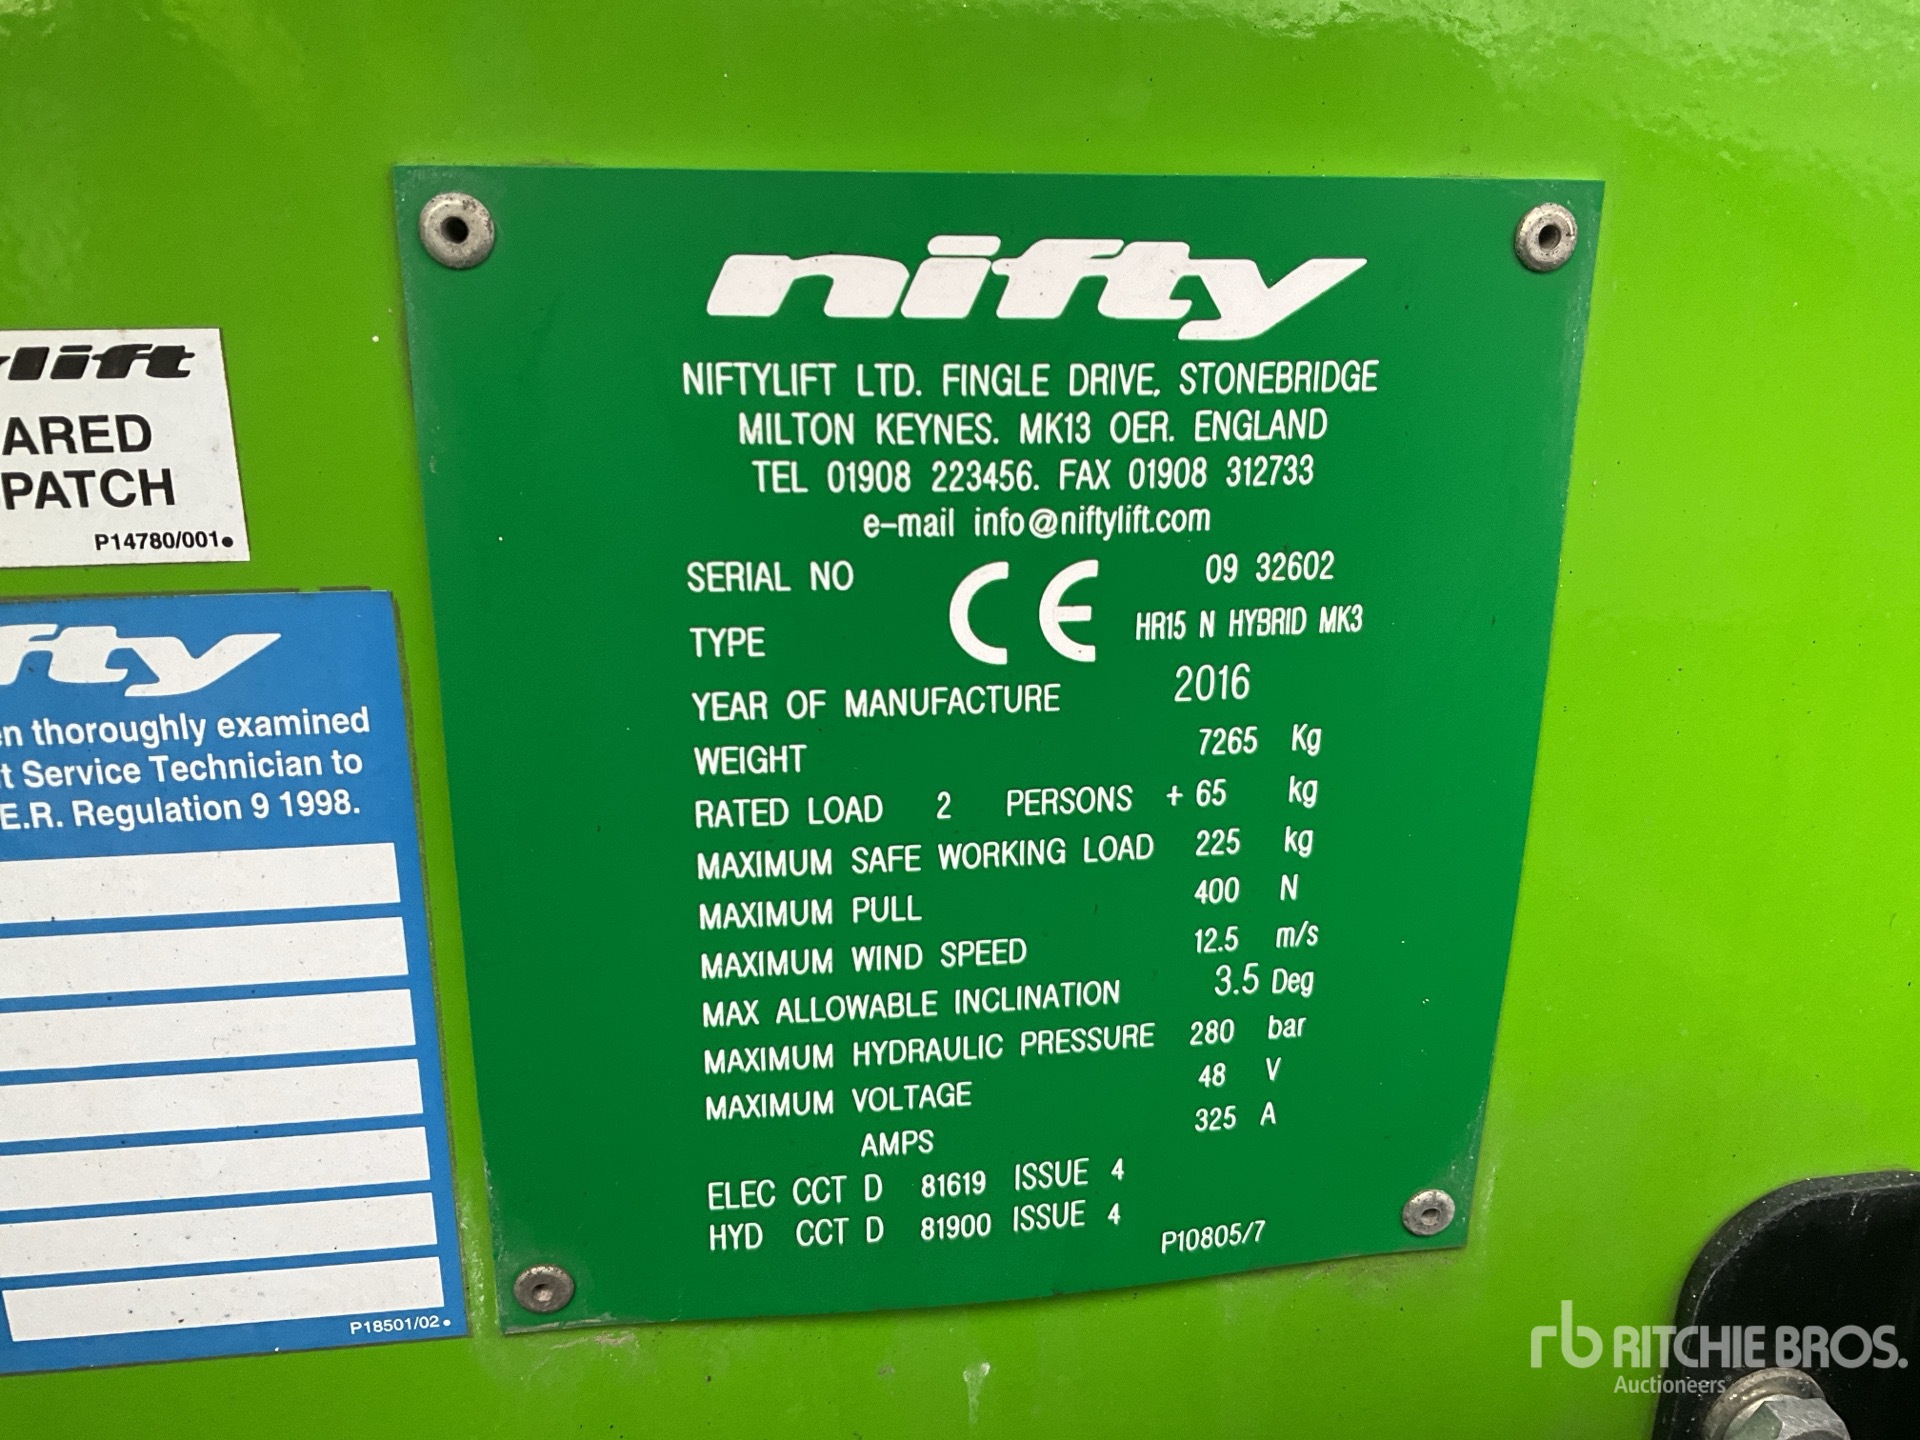 nifty
NIFTYLIFT LTD. FINGLE DRIVE, STONEBRIDGE
MILTON KEYNES. MK13 OER. ENGLAND
TEL 01908 223456. FAX 01908 312733
e-mail info@niftylift.com
SERIAL NO 09 32602
CE
TYPE HR15 N HYBRID MK3
YEAR OF MANUFACTURE 2016
WEIGHT 7265 Kg
RATED LOAD 2 PERSONS + 65 kg
MAXIMUM SAFE WORKING LOAD 225 kg
MAXIMUM PULL 400 N
MAXIMUM WIND SPEED 12.5 m/s
MAX ALLOWABLE INCLINATION 3.5 Deg
MAXIMUM HYDRAULIC PRESSURE 280 bar
MAXIMUM VOLTAGE 48 V
AMPS 325 A
ELEC CCT D 81619 ISSUE 4
HYD CCT D 81900 ISSUE 4
P10805/7
lift
ARED
PATCH
P14780/001
fty
en thoroughly examined
t Service Technician to
E.R. Regulation 9 1998.
P18501/02
rb RITCHIE BROS.
Auctioneers